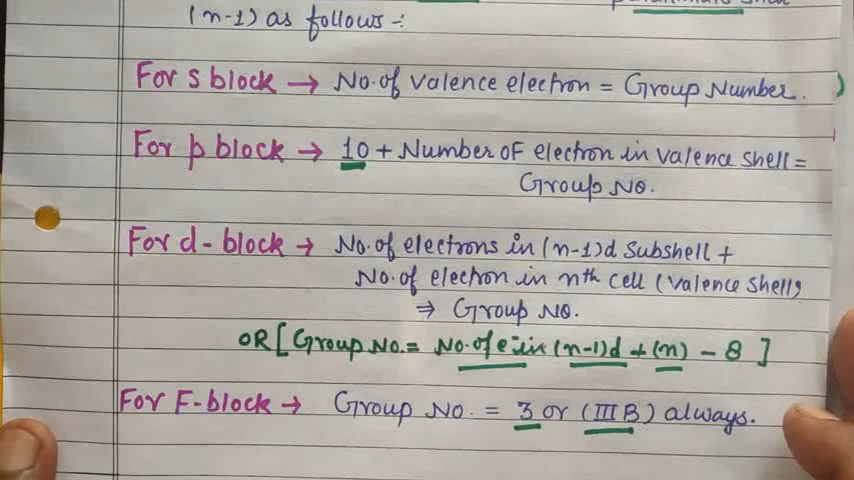 (n-1) as follows :-
For s block → No. of valence electron = Group Number.
For p block → 10 + Number OF electron in valence shell =
Group No.
For d-block → No. of electrons in (n-1)d subshell +
No. of electron in nth cell (valence shell)
⇒ Group No.
OR [Group No. = No. of e⁻ in (n-1)d + (n) - 8 ]
For F-block → Group No. = 3 or (III B) always.